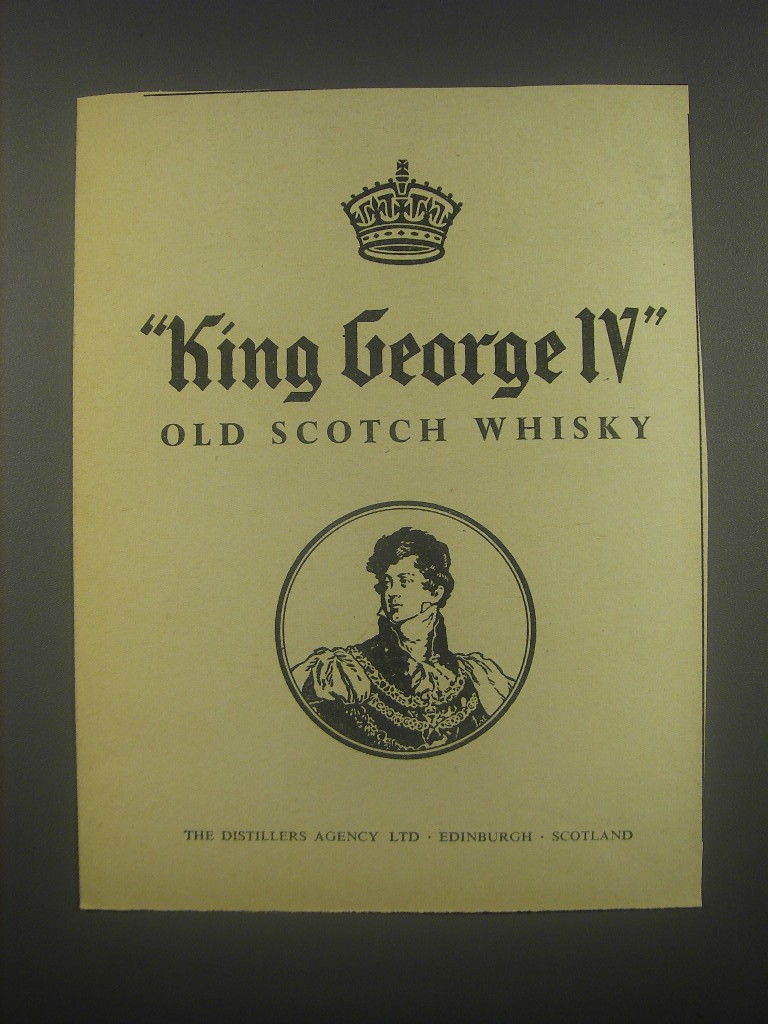 “King George IV”
OLD SCOTCH WHISKY
THE DISTILLERS AGENCY LTD · EDINBURGH · SCOTLAND